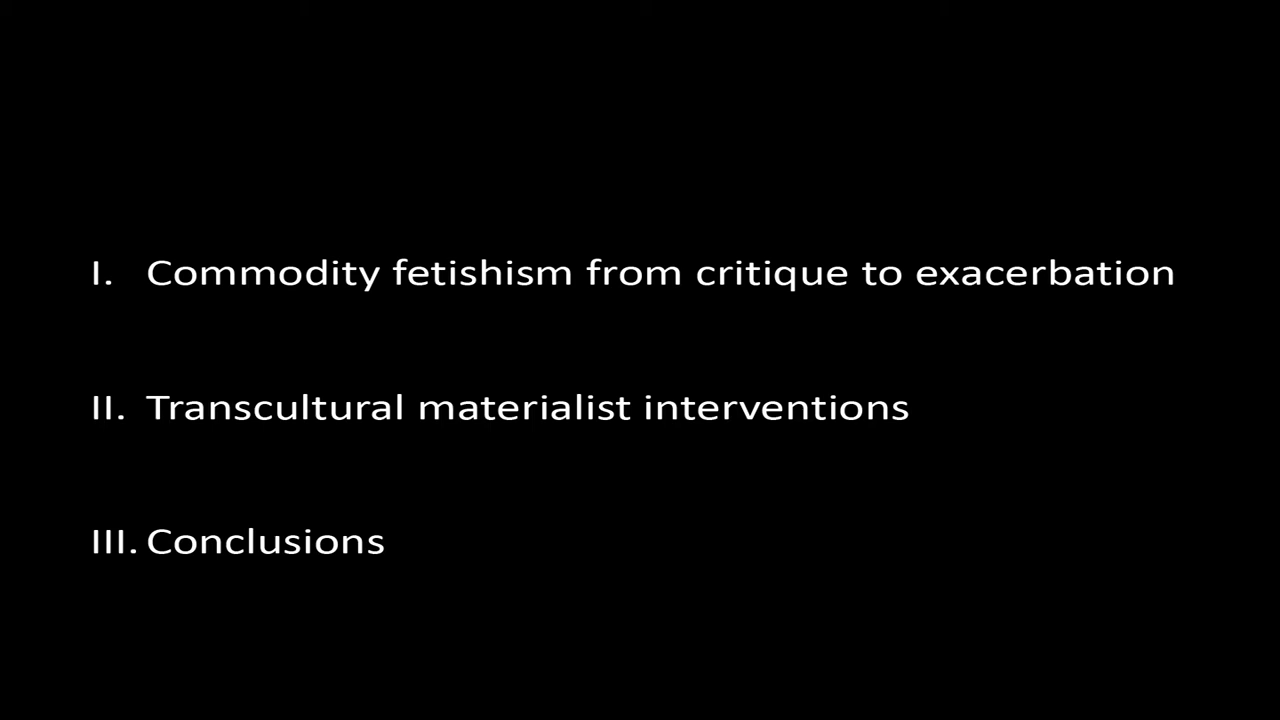 I. Commodity fetishism from critique to exacerbation
II. Transcultural materialist interventions
III. Conclusions